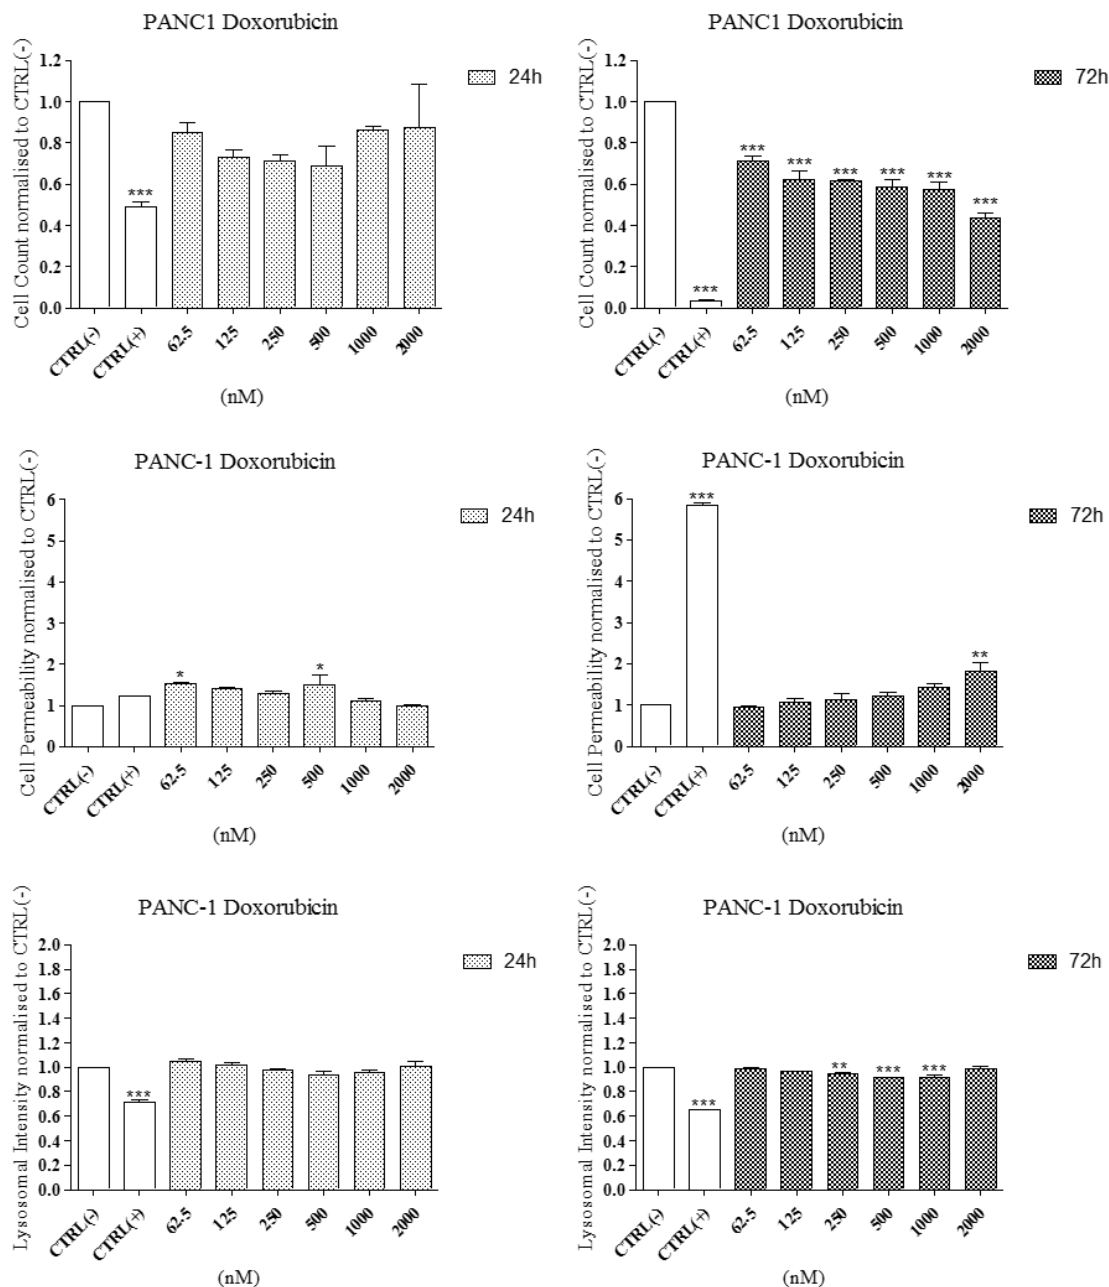 PANC1 Doxorubicin
Cell Count normalised to CTRL(-)
1.2
1.0
0.8
0.6
0.4
0.2
0.0
***
CTRL(-) CTRL(+) 62.5 125 250 500 1000 2000
(nM)
24h
PANC1 Doxorubicin
Cell Count normalised to CTRL(-)
1.2
1.0
0.8
0.6
0.4
0.2
0.0
*** *** *** *** *** *** ***
CTRL(-) CTRL(+) 62.5 125 250 500 1000 2000
(nM)
72h
PANC-1 Doxorubicin
Cell Permeability normalised to CTRL(-)
6
5
4
3
2
1
0
* *
CTRL(-) CTRL(+) 62.5 125 250 500 1000 2000
(nM)
24h
PANC-1 Doxorubicin
Cell Permeability normalised to CTRL(-)
6
5
4
3
2
1
0
*** **
CTRL(-) CTRL(+) 62.5 125 250 500 1000 2000
(nM)
72h
PANC-1 Doxorubicin
Lysosomal Intensity normalised to CTRL(-)
2.0
1.8
1.6
1.4
1.2
1.0
0.8
0.6
0.4
0.2
0.0
***
CTRL(-) CTRL(+) 62.5 125 250 500 1000 2000
(nM)
24h
PANC-1 Doxorubicin
Lysosomal Intensity normalised to CTRL(-)
2.0
1.8
1.6
1.4
1.2
1.0
0.8
0.6
0.4
0.2
0.0
*** ** *** ***
CTRL(-) CTRL(+) 62.5 125 250 500 1000 2000
(nM)
72h